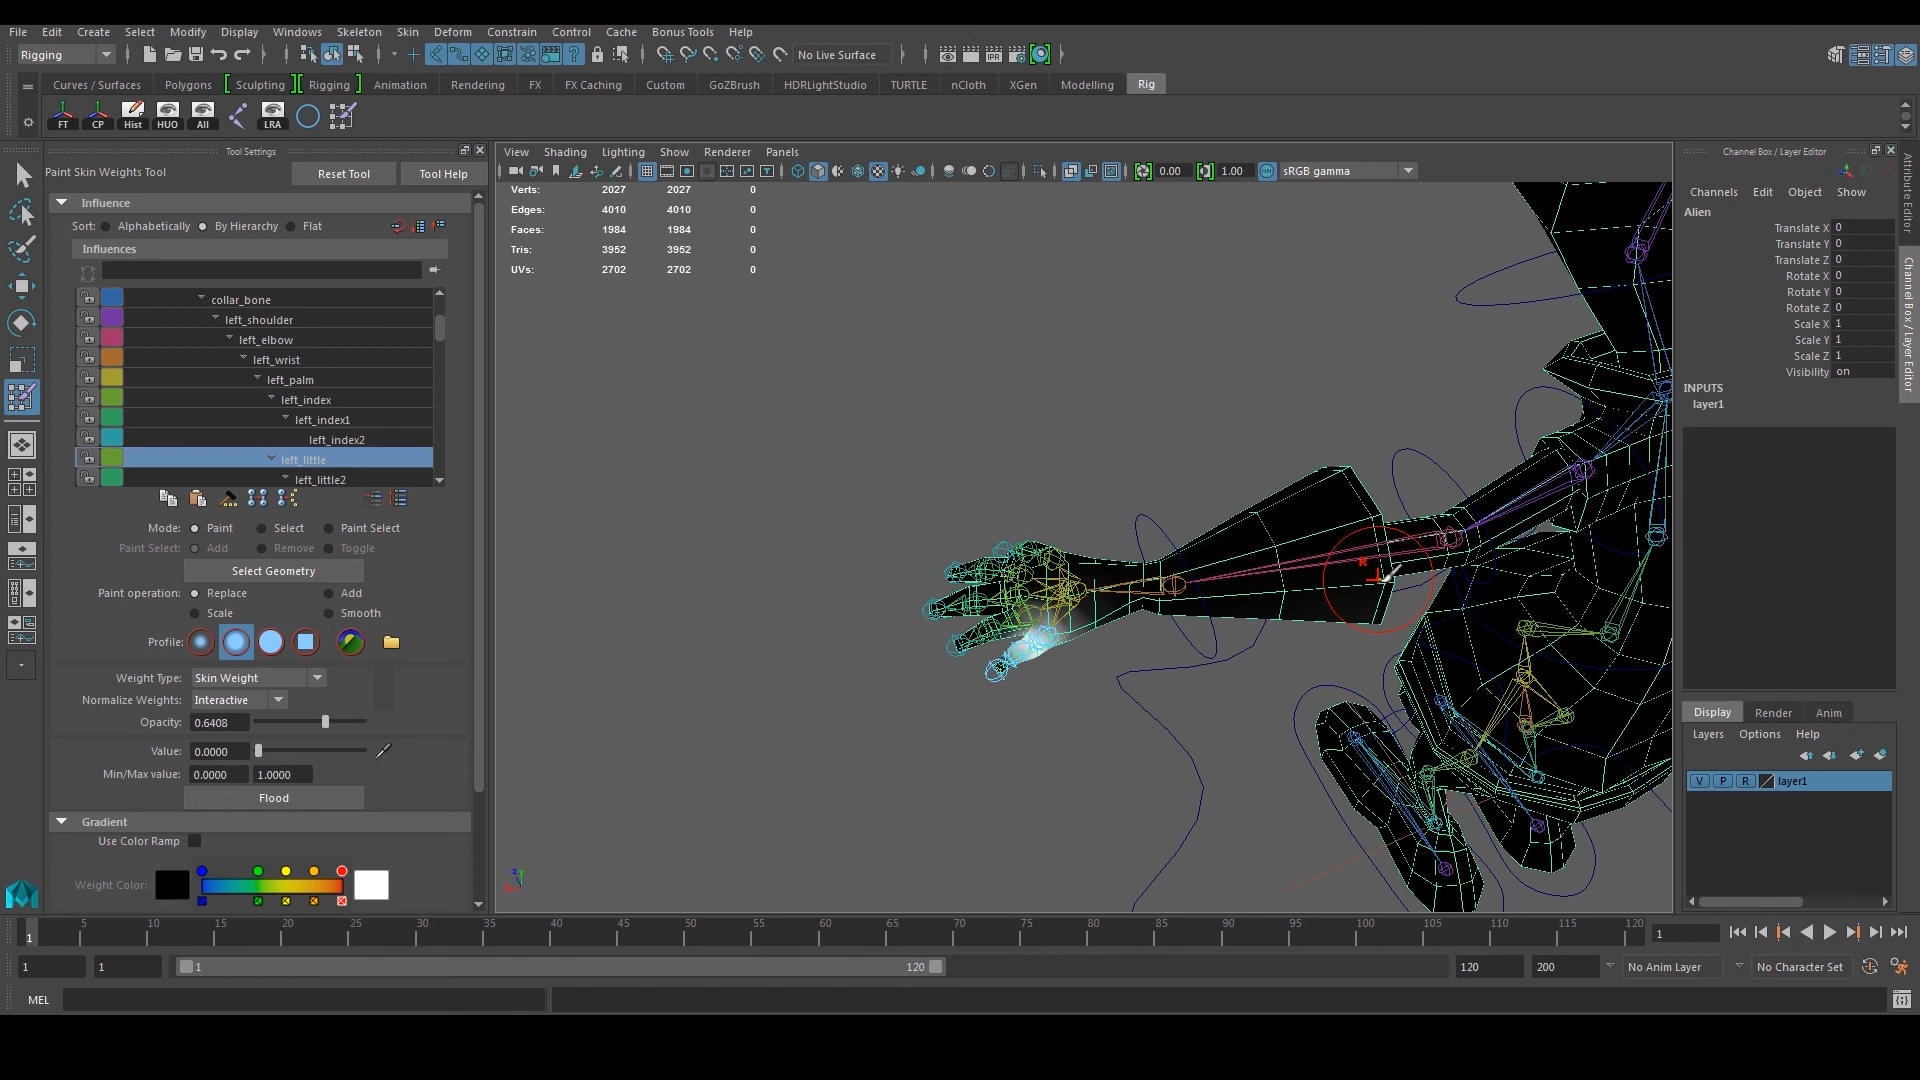 File Edit Create Select Modify Display Windows Skeleton Skin Deform Constrain Control Cache Bonus Tools Help
Rigging No Live Surface
Curves / Surfaces Polygons Sculpting Rigging Animation Rendering FX FX Caching Custom GoZBrush HDRLightStudio TURTLE nCloth XGen Modelling Rig
FT CP Hist HUO All LRA
Tool Settings
Paint Skin Weights Tool Reset Tool Tool Help
Influence
Sort: Alphabetically By Hierarchy Flat
Influences
collar_bone
left_shoulder
left_elbow
left_wrist
left_palm
left_index
left_index1
left_index2
left_little
left_little2
Mode: Paint Select Paint Select
Paint Select: Add Remove Toggle
Select Geometry
Paint operation: Replace Add
Scale Smooth
Profile:
Weight Type: Skin Weight
Normalize Weights: Interactive
Opacity: 0.6408
Value: 0.0000
Min/Max value: 0.0000 1.0000
Flood
Gradient
Use Color Ramp
Weight Color:
View Shading Lighting Show Renderer Panels
0.00 1.00 sRGB gamma
Verts: 2027 2027 0
Edges: 4010 4010 0
Faces: 1984 1984 0
Tris: 3952 3952 0
UVs: 2702 2702 0
R
Channel Box / Layer Editor
Channels Edit Object Show
Alien
Translate X 0
Translate Y 0
Translate Z 0
Rotate X 0
Rotate Y 0
Rotate Z 0
Scale X 1
Scale Y 1
Scale Z 1
Visibility on
INPUTS
layer1
Attribute Editor
Channel Box / Layer Editor
Display Render Anim
Layers Options Help
V P R layer1
5 10 15 20 25 30 35 40 45 50 55 60 65 70 75 80 85 90 95 100 105 110 115 120
1 1
1 1 1 120 120 200 No Anim Layer No Character Set
MEL